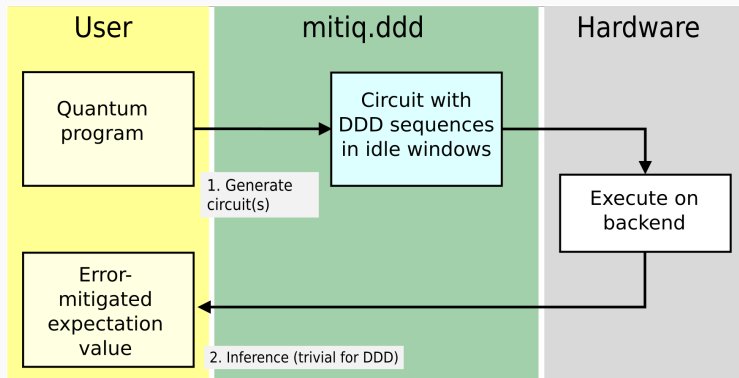 User
mitiq.ddd
Hardware
Quantum
program
Circuit with
DDD sequences
in idle windows
1. Generate
circuit(s)
Execute on
backend
Error-
mitigated
expectation
value
2. Inference (trivial for DDD)